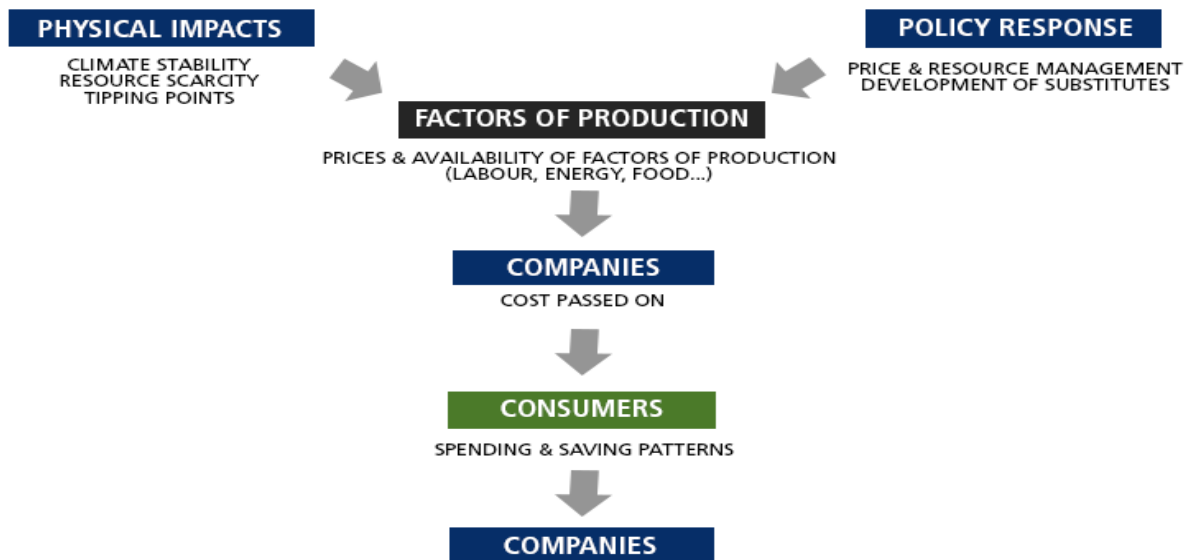 PHYSICAL IMPACTS
CLIMATE STABILITY
RESOURCE SCARCITY
TIPPING POINTS
POLICY RESPONSE
PRICE & RESOURCE MANAGEMENT
DEVELOPMENT OF SUBSTITUTES
FACTORS OF PRODUCTION
PRICES & AVAILABILITY OF FACTORS OF PRODUCTION
(LABOUR, ENERGY, FOOD...)
COMPANIES
COST PASSED ON
CONSUMERS
SPENDING & SAVING PATTERNS
COMPANIES